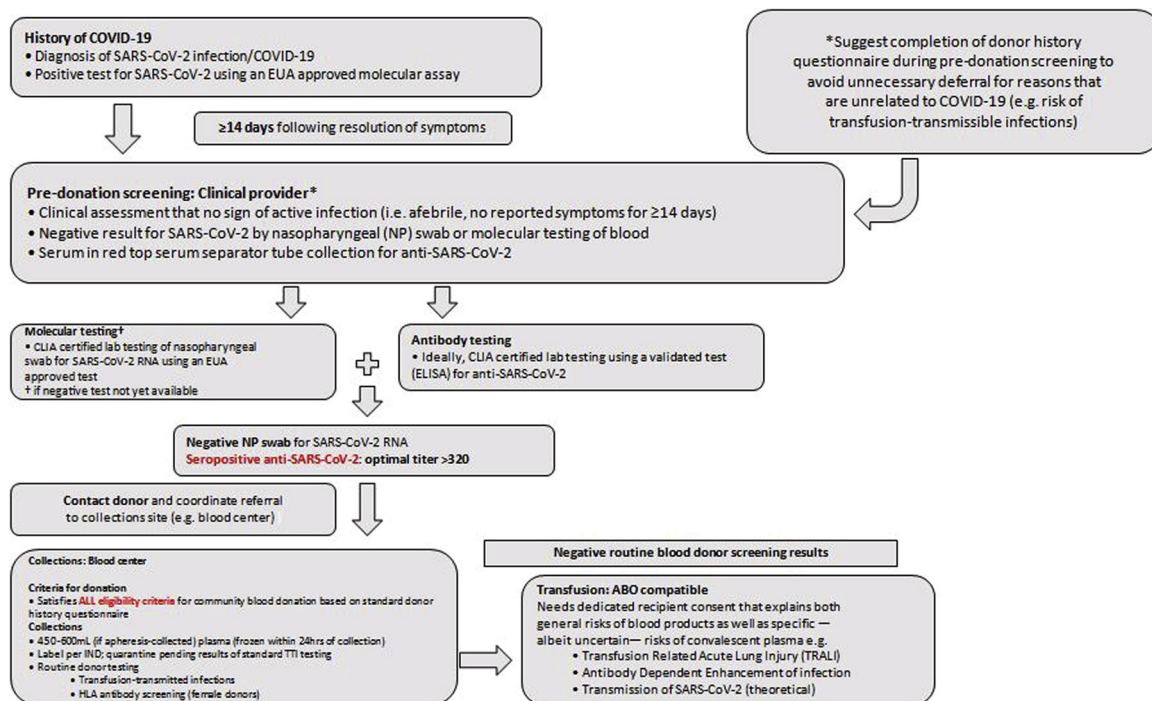 History of COVID-19
• Diagnosis of SARS-CoV-2 infection/COVID-19
• Positive test for SARS-CoV-2 using an EUA approved molecular assay
*Suggest completion of donor history
questionnaire during pre-donation screening to
avoid unnecessary deferral for reasons that
are unrelated to COVID-19 (e.g. risk of
transfusion-transmissible infections)
≥14 days following resolution of symptoms
Pre-donation screening: Clinical provider*
• Clinical assessment that no sign of active infection (i.e. afebrile, no reported symptoms for ≥14 days)
• Negative result for SARS-CoV-2 by nasopharyngeal (NP) swab or molecular testing of blood
• Serum in red top serum separator tube collection for anti-SARS-CoV-2
Molecular testing†
• CLIA certified lab testing of nasopharyngeal
swab for SARS-CoV-2 RNA using an EUA
approved test
† if negative test not yet available
Antibody testing
• Ideally, CLIA certified lab testing using a validated test
(ELISA) for anti-SARS-CoV-2
Negative NP swab for SARS-CoV-2 RNA
Seropositive anti-SARS-CoV-2: optimal titer >320
Contact donor and coordinate referral
to collections site (e.g. blood center)
Collections: Blood center
Criteria for donation
• Satisfies ALL eligibility criteria for community blood donation based on standard donor
history questionnaire
Collections
• 450-600mL (if apheresis-collected) plasma (frozen within 24hrs of collection)
• Label per IND; quarantine pending results of standard TTI testing
• Routine donor testing
• Transfusion-transmitted infections
• HLA antibody screening (female donors)
Negative routine blood donor screening results
Transfusion: ABO compatible
Needs dedicated recipient consent that explains both
general risks of blood products as well as specific —
albeit uncertain— risks of convalescent plasma e.g.
• Transfusion Related Acute Lung Injury (TRALI)
• Antibody Dependent Enhancement of infection
• Transmission of SARS-CoV-2 (theoretical)